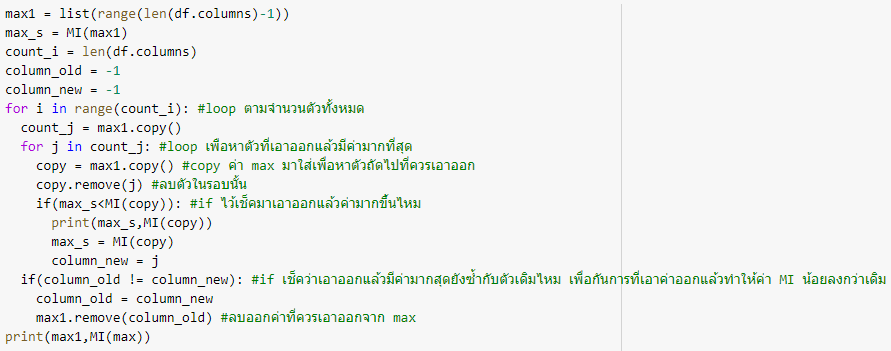 max1 = list(range(len(df.columns)-1))
max_s = MI(max1)
count_i = len(df.columns)
column_old = -1
column_new = -1
for i in range(count_i): #loop ตามจำนวนตัวทั้งหมด
  count_j = max1.copy()
  for j in count_j: #loop เพื่อหาตัวที่เอาออกแล้วมีค่ามากที่สุด
    copy = max1.copy() #copy ค่า max มาใส่เพื่อหาตัวถัดไปที่ควรเอาออก
    copy.remove(j) #ลบตัวในรอบนั้น
    if(max_s<MI(copy)): #if ไว้เช็คมาเอาออกแล้วค่ามากขึ้นไหม
      print(max_s,MI(copy))
      max_s = MI(copy)
      column_new = j
  if(column_old != column_new): #if เช็คว่าเอาออกแล้วมีค่ามากสุดยังซ้ำกับตัวเดิมไหม เพื่อกันการที่เอาค่าออกแล้วทำให้ค่า MI น้อยลงกว่าเดิม
    column_old = column_new
    max1.remove(column_old) #ลบออกค่าที่ควรเอาออกจาก max
print(max1,MI(max))